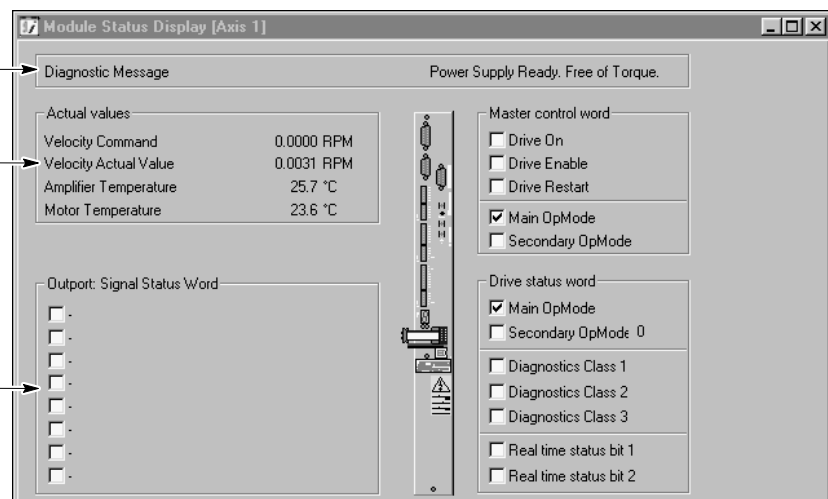 Module Status Display [Axis 1]
Diagnostic Message Power Supply Ready. Free of Torque.
Actual values
Velocity Command 0.0000 RPM
Velocity Actual Value 0.0031 RPM
Amplifier Temperature 25.7 °C
Motor Temperature 23.6 °C
Outport: Signal Status Word
-
-
-
-
-
-
-
-
Master control word
Drive On
Drive Enable
Drive Restart
Main OpMode
Secondary OpMode
Drive status word
Main OpMode
Secondary OpMode 0
Diagnostics Class 1
Diagnostics Class 2
Diagnostics Class 3
Real time status bit 1
Real time status bit 2